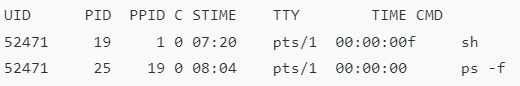 UID PID PPID C STIME TTY TIME CMD
52471 19 1 0 07:20 pts/1 00:00:00f sh
52471 25 19 0 08:04 pts/1 00:00:00 ps -f